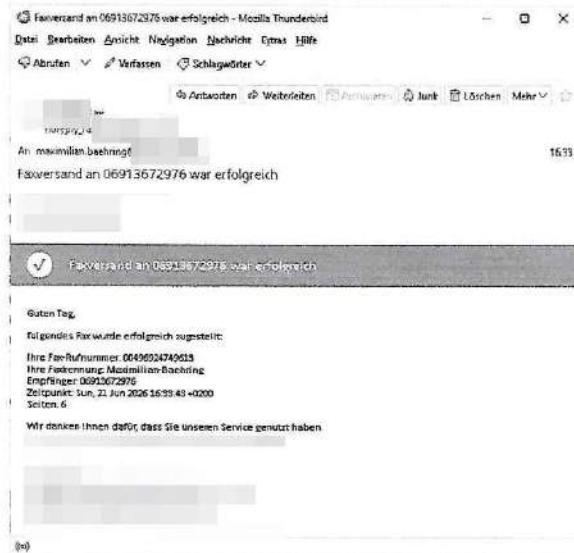 Faxversand an 06913672976 war erfolgreich - Mozilla Thunderbird
Datei Bearbeiten Ansicht Navigation Nachricht Extras Hilfe
Abrufen Verfassen Schlagwörter
Antworten Weiterleiten Archivieren Junk Löschen Mehr
An maximilian.baehring@
16:33
Faxversand an 06913672976 war erfolgreich
Faxversand an 06913672976 war erfolgreich
Guten Tag,
folgendes Fax wurde erfolgreich zugestellt:
Ihre Fax-Rufnummer: 00496924749613
Ihre Faxkennung: Maximilian-Baehring
Empfänger: 06913672976
Zeitpunkt: Sun, 21 Jun 2026 16:33:43 +0200
Seiten: 6
Wir danken Ihnen dafür, dass Sie unseren Service genutzt haben